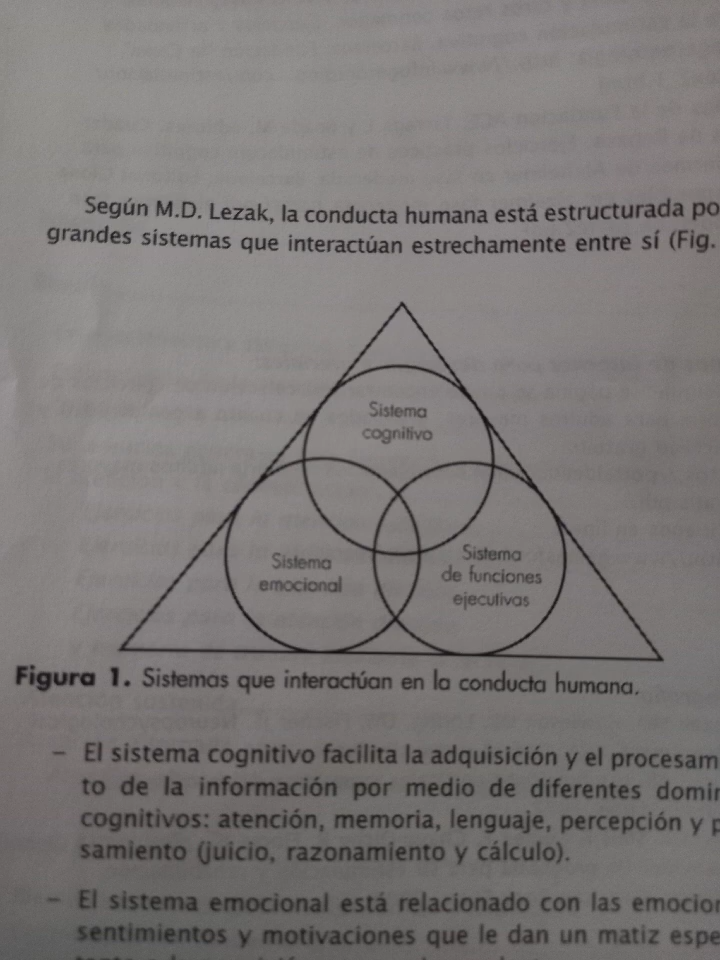 Según M.D. Lezak, la conducta humana está estructurada po
grandes sistemas que interactúan estrechamente entre sí (Fig.
Sistema
cognitivo
Sistema
emocional
Sistema
de funciones
ejecutivas
Figura 1. Sistemas que interactúan en la conducta humana.
– El sistema cognitivo facilita la adquisición y el procesam
to de la información por medio de diferentes domin
cognitivos: atención, memoria, lenguaje, percepción y p
samiento (juicio, razonamiento y cálculo).
– El sistema emocional está relacionado con las emocion
sentimientos y motivaciones que le dan un matiz espe